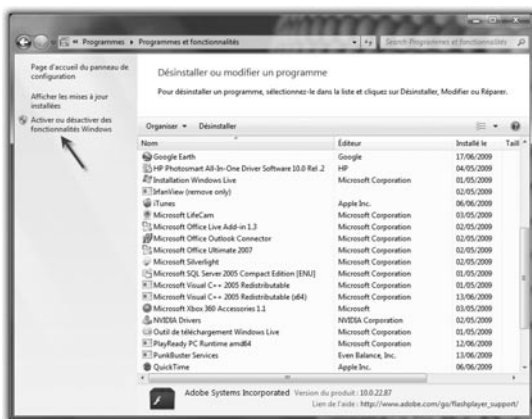 Programmes ▸ Programmes et fonctionnalités
Search Programmes et fonctionnalités
Page d'accueil du panneau de
configuration
Afficher les mises à jour
installées
Activer ou désactiver des
fonctionnalités Windows
Désinstaller ou modifier un programme
Pour désinstaller un programme, sélectionnez-le dans la liste et cliquez sur Désinstaller, Modifier ou Réparer.
Organiser Désinstaller
Nom Éditeur Installé le Taill
Google Earth Google 17/06/2009
HP Photosmart All-In-One Driver Software 10.0 Rel .2 HP 04/05/2009
Installation Windows Live Microsoft Corporation 01/05/2009
IrfanView (remove only) 02/05/2009
iTunes Apple Inc. 06/06/2009
Microsoft LifeCam 03/05/2009
Microsoft Office Live Add-in 1.3 Microsoft Corporation 02/05/2009
Microsoft Office Outlook Connector Microsoft Corporation 02/05/2009
Microsoft Office Ultimate 2007 Microsoft Corporation 02/05/2009
Microsoft Silverlight Microsoft Corporation 02/05/2009
Microsoft SQL Server 2005 Compact Edition [ENU] Microsoft Corporation 01/05/2009
Microsoft Visual C++ 2005 Redistributable Microsoft Corporation 01/05/2009
Microsoft Visual C++ 2005 Redistributable (x64) Microsoft Corporation 13/06/2009
Microsoft Xbox 360 Accessories 1.1 Microsoft 03/05/2009
NVIDIA Drivers NVIDIA Corporation 02/05/2009
Outil de téléchargement Windows Live Microsoft Corporation 01/05/2009
PlayReady PC Runtime amd64 Microsoft Corporation 12/06/2009
PunkBuster Services Even Balance, Inc. 13/06/2009
QuickTime Apple Inc. 06/06/2009
Adobe Systems Incorporated Version du produit : 10.0.22.87
Lien de l'aide : http://www.adobe.com/go/flashplayer_support/